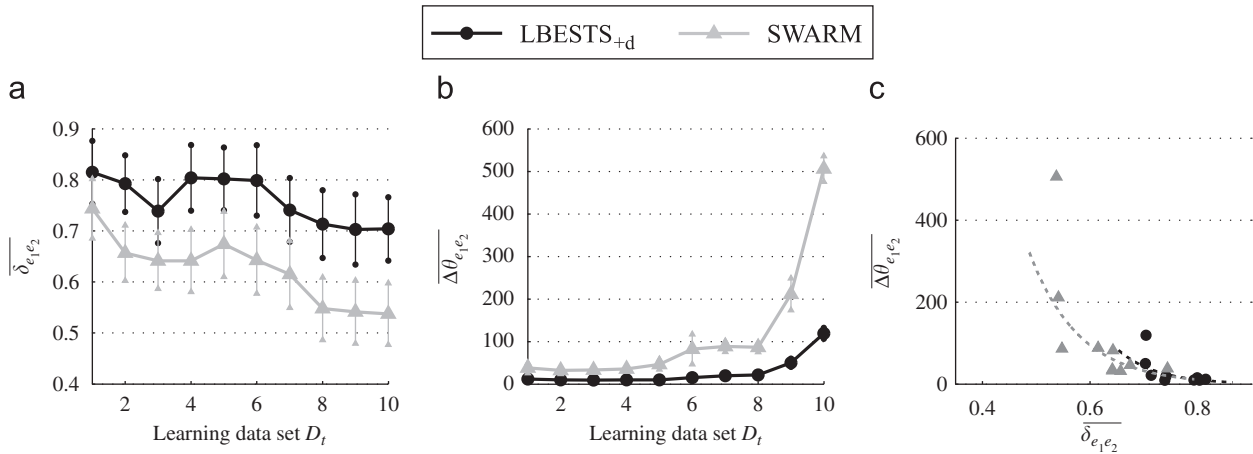 LBESTS+d SWARM
a
0.9
0.8
0.7
0.6
0.5
0.4
δe1e2
2 4 6 8 10
Learning data set Dt
b
600
500
400
300
200
100
0
Δθe1e2
2 4 6 8 10
Learning data set Dt
c
600
400
200
0
Δθe1e2
0.4 0.6 0.8
δe1e2